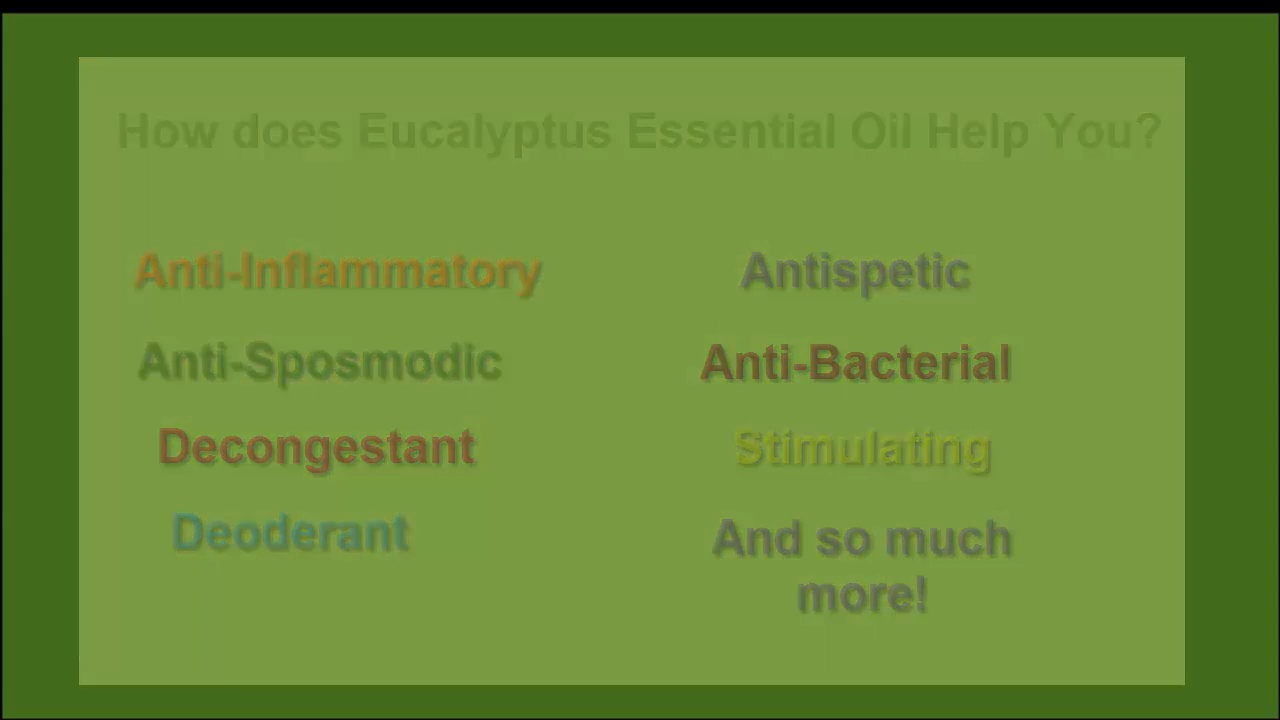 How does Eucalyptus Essential Oil Help You?
Anti-Inflammatory
Anti-Sposmodic
Decongestant
Deoderant
Antispetic
Anti-Bacterial
Stimulating
And so much
more!